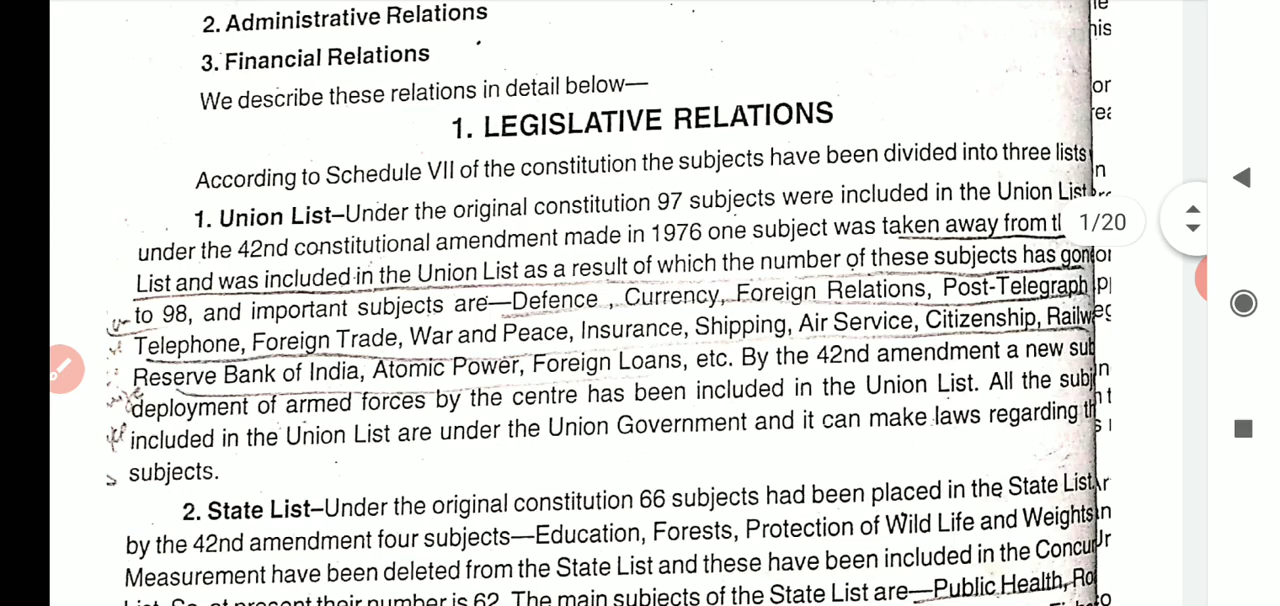 2. Administrative Relations
3. Financial Relations
We describe these relations in detail below—
1. LEGISLATIVE RELATIONS
According to Schedule VII of the constitution the subjects have been divided into three lists
1. Union List–Under the original constitution 97 subjects were included in the Union List
under the 42nd constitutional amendment made in 1976 one subject was taken away from
List and was included in the Union List as a result of which the number of these subjects has
to 98, and important subjects are—Defence , Currency, Foreign Relations, Post-Telegraph
Telephone, Foreign Trade, War and Peace, Insurance, Shipping, Air Service, Citizenship,
Reserve Bank of India, Atomic Power, Foreign Loans, etc. By the 42nd amendment a new
deployment of armed forces by the centre has been included in the Union List. All the
included in the Union List are under the Union Government and it can make laws regarding
subjects.
2. State List–Under the original constitution 66 subjects had been placed in the State List
by the 42nd amendment four subjects—Education, Forests, Protection of Wild Life and Weights
Measurement have been deleted from the State List and these have been included in the
their number is 62. The main subjects of the State List are—Public Health,
1/20